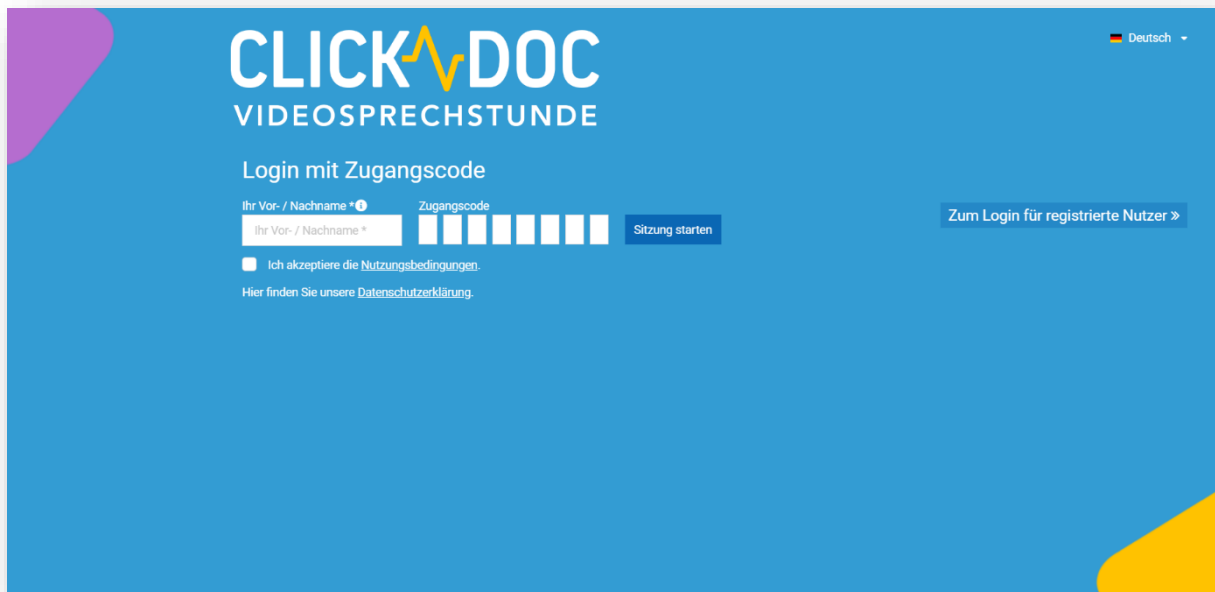 CLICK DOC
VIDEOSPRECHSTUNDE
Deutsch
Login mit Zugangscode
Ihr Vor- / Nachname *
Zugangscode
Ihr Vor- / Nachname *
Sitzung starten
Zum Login für registrierte Nutzer »
Ich akzeptiere die Nutzungsbedingungen.
Hier finden Sie unsere Datenschutzerklärung.